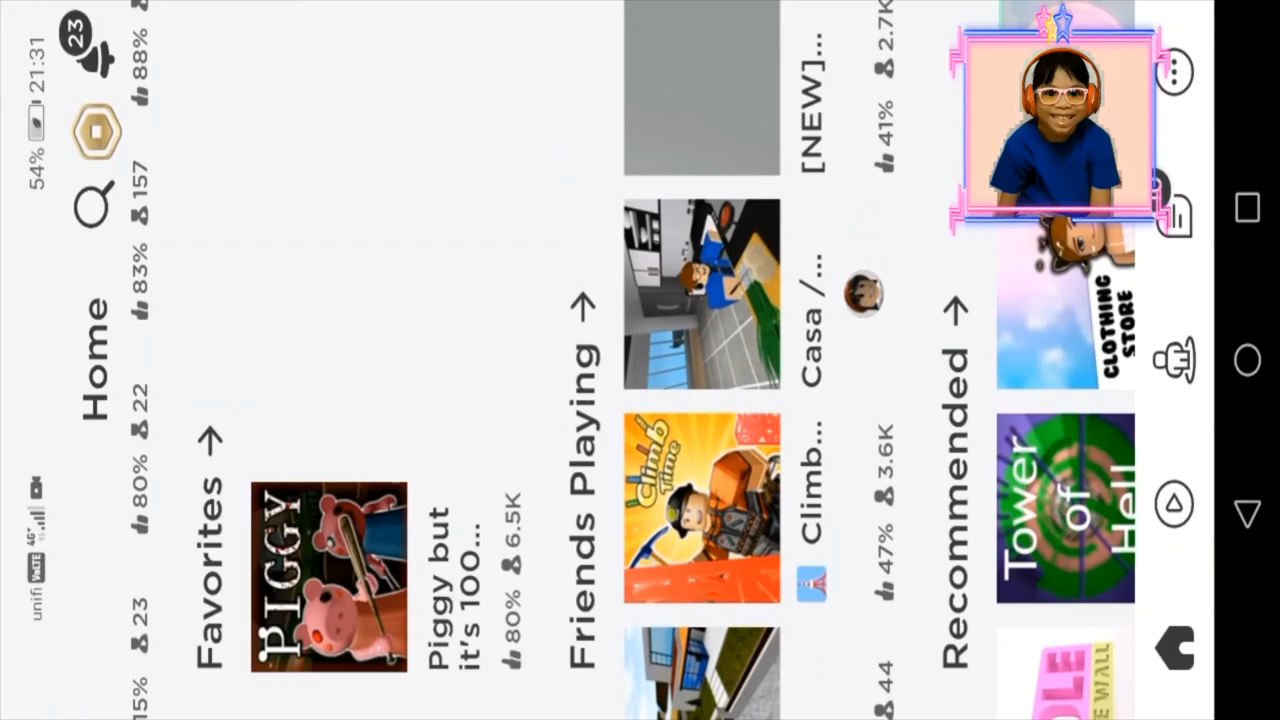 unifi VoLTE 4G+ 54% 21:31
Home 23
15% 23 80% 22 83% 157 88%
Favorites →
PIGGY
Piggy but
it's 100...
80% 6.5K
Friends Playing →
Climb
Time
Climb... Casa /... [NEW]...
44 47% 3.6K 41% 2.7K
Recommended →
Tower
of
Hell
CLOTHING
STORE